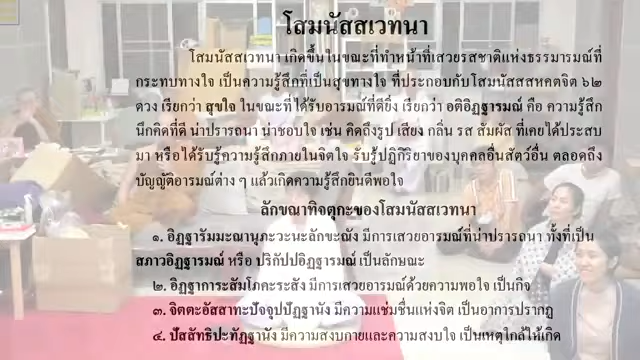 โสมนัสสเวทนา
โสมนัสสเวทนา เกิดขึ้นในขณะที่ทำหน้าที่เสวยรสชาติแห่งธรรมารมณ์ที่
กระทบทางใจ เป็นความรู้สึกที่เป็นสุขทางใจ ที่ประกอบกับโสมนัสสสหคตจิต ๖๒
ดวง เรียกว่า สุขใจ ในขณะที่ได้รับอารมณ์ที่ดียิ่ง เรียกว่า อติอิฏฐารมณ์ คือ ความรู้สึก
นึกคิดที่ดี น่าปรารถนา น่าชอบใจ เช่น คิดถึงรูป เสียง กลิ่น รส สัมผัส ที่เคยได้ประสบ
มา หรือได้รับรู้ความรู้สึกภายในจิตใจ รับรู้ปฏิกิริยาของบุคคลอื่นสัตว์อื่น ตลอดถึง
บัญญัติอารมณ์ต่าง ๆ แล้วเกิดความรู้สึกยินดีพอใจ
ลักขณาทิจตุกะของโสมนัสสเวทนา
๑. อิฏฐารัมมะณานุภะวะนะลักขะณัง มีการเสวยอารมณ์ที่น่าปรารถนา ทั้งที่เป็น
สภาวอิฏฐารมณ์ หรือ ปริกัปปอิฏฐารมณ์ เป็นลักษณะ
๒. อิฏฐาการะสัมโภคะระสัง มีการเสวยอารมณ์ด้วยความพอใจ เป็นกิจ
๓. จิตตะอัสสาทะปัจจุปปัฏฐานัง มีความแช่มชื่นแห่งจิต เป็นอาการปรากฏ
๔. ปัสสัทธิปะทัฏฐานัง มีความสงบกายและความสงบใจ เป็นเหตุใกล้ให้เกิด